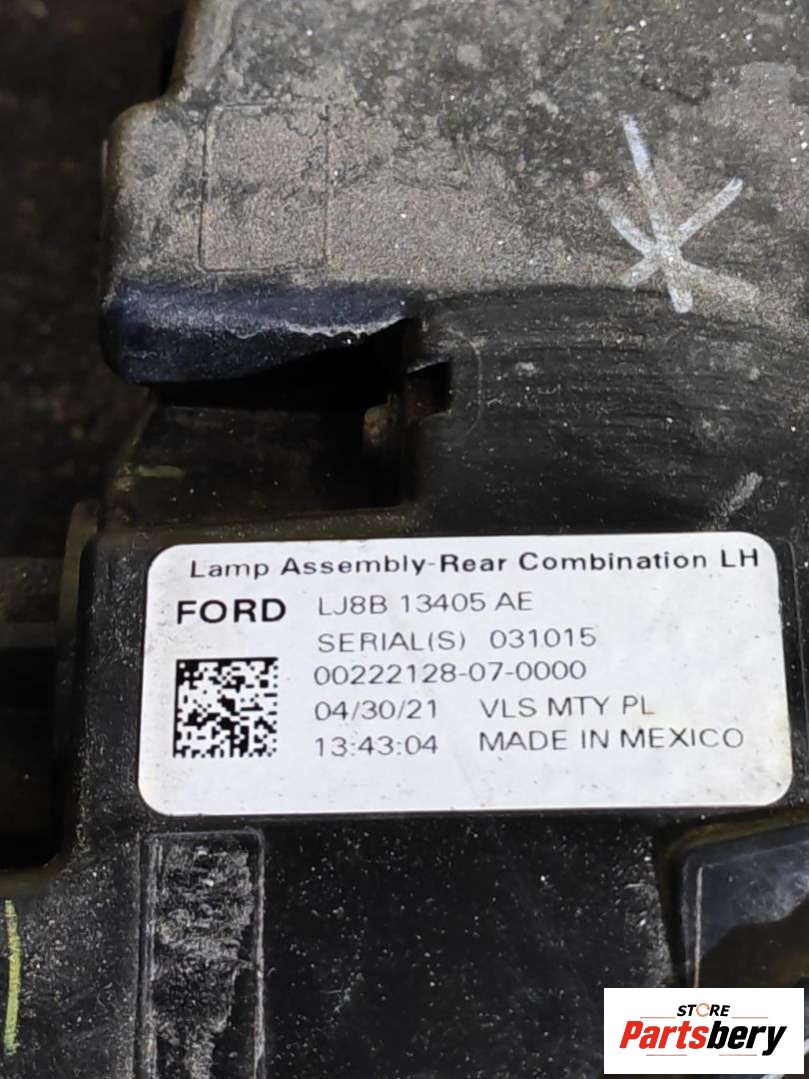 Lamp Assembly-Rear Combination LH
FORD LJ8B 13405 AE
SERIAL(S) 031015
00222128-07-0000
04/30/21 VLS MTY PL
13:43:04 MADE IN MEXICO
STORE
Partsbery